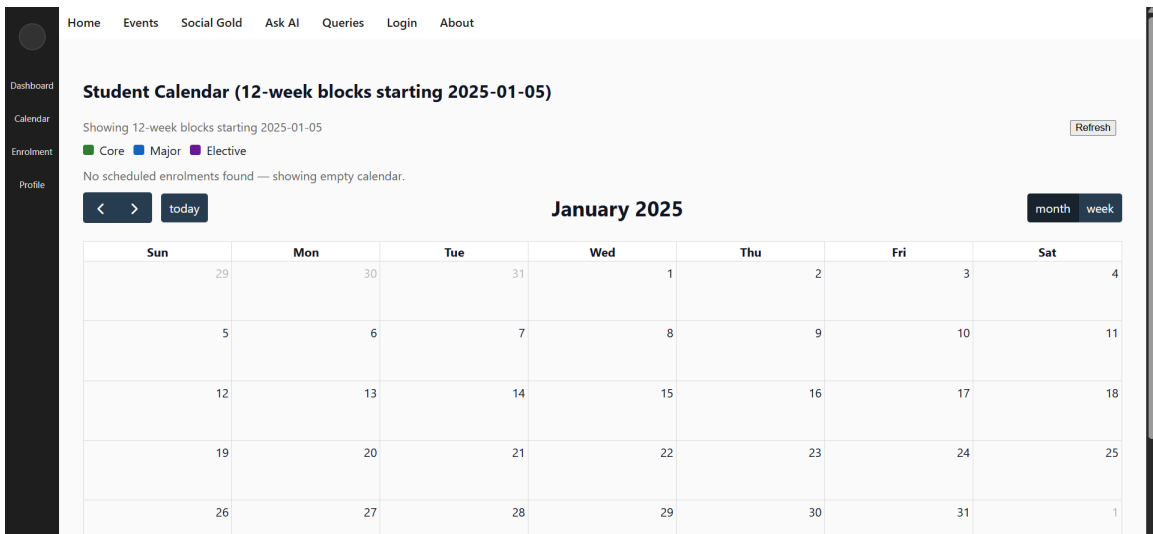 Home Events Social Gold Ask AI Queries Login About
Dashboard
Calendar
Enrolment
Profile
Student Calendar (12-week blocks starting 2025-01-05)
Showing 12-week blocks starting 2025-01-05
Refresh
Core Major Elective
No scheduled enrolments found — showing empty calendar.
today
January 2025
month week
Sun Mon Tue Wed Thu Fri Sat
29 30 31 1 2 3 4
5 6 7 8 9 10 11
12 13 14 15 16 17 18
19 20 21 22 23 24 25
26 27 28 29 30 31 1